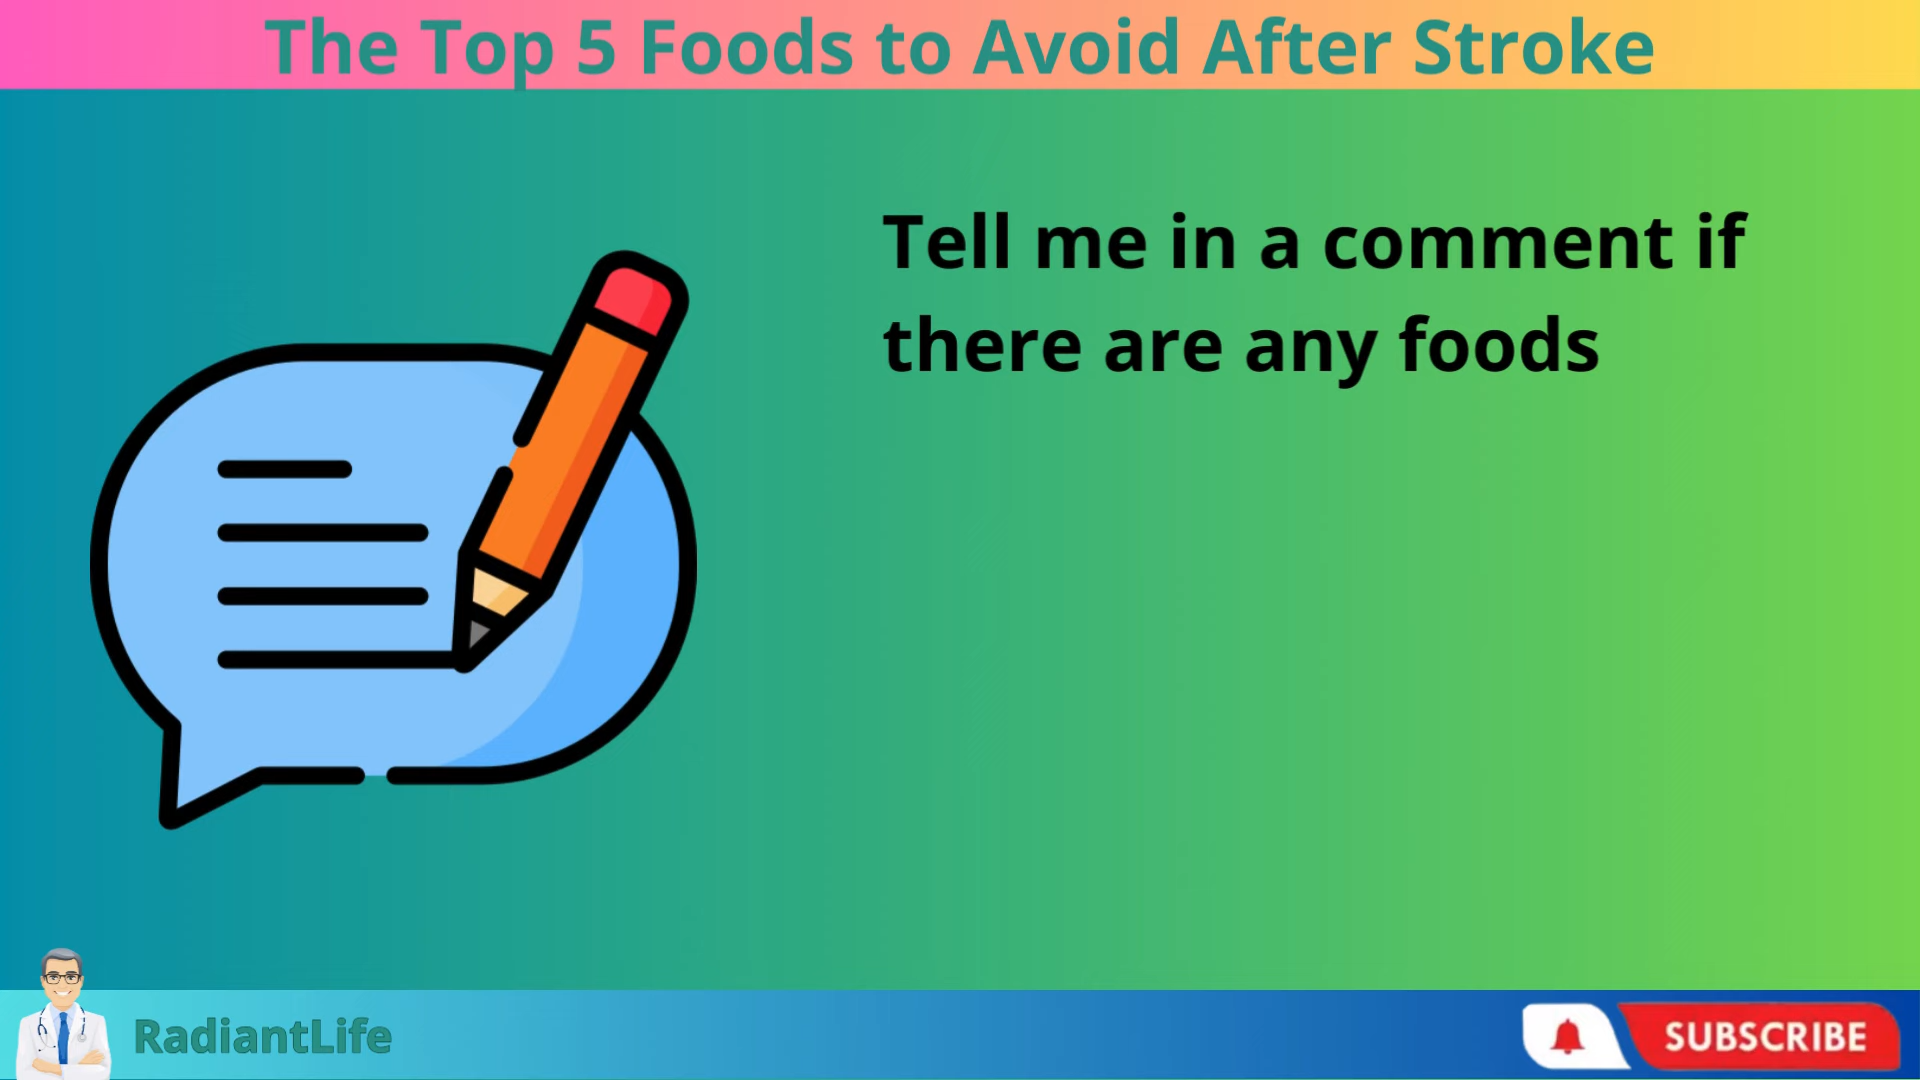 The Top 5 Foods to Avoid After Stroke
Tell me in a comment if
there are any foods
RadiantLife
SUBSCRIBE